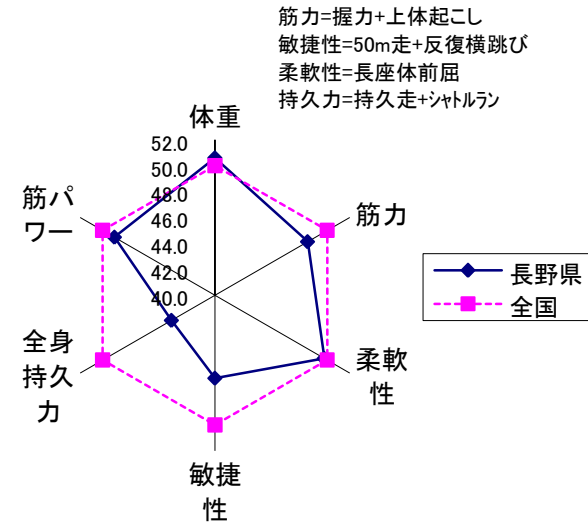 筋力=握力+上体起こし
敏捷性=50m走+反復横跳び
柔軟性=長座体前屈
持久力=持久走+シャトルラン
体重
52.0
50.0
48.0
46.0
44.0
42.0
40.0
筋パ
ワー
筋力
長野県
全国
全身
持久
力
柔軟
性
敏捷
性